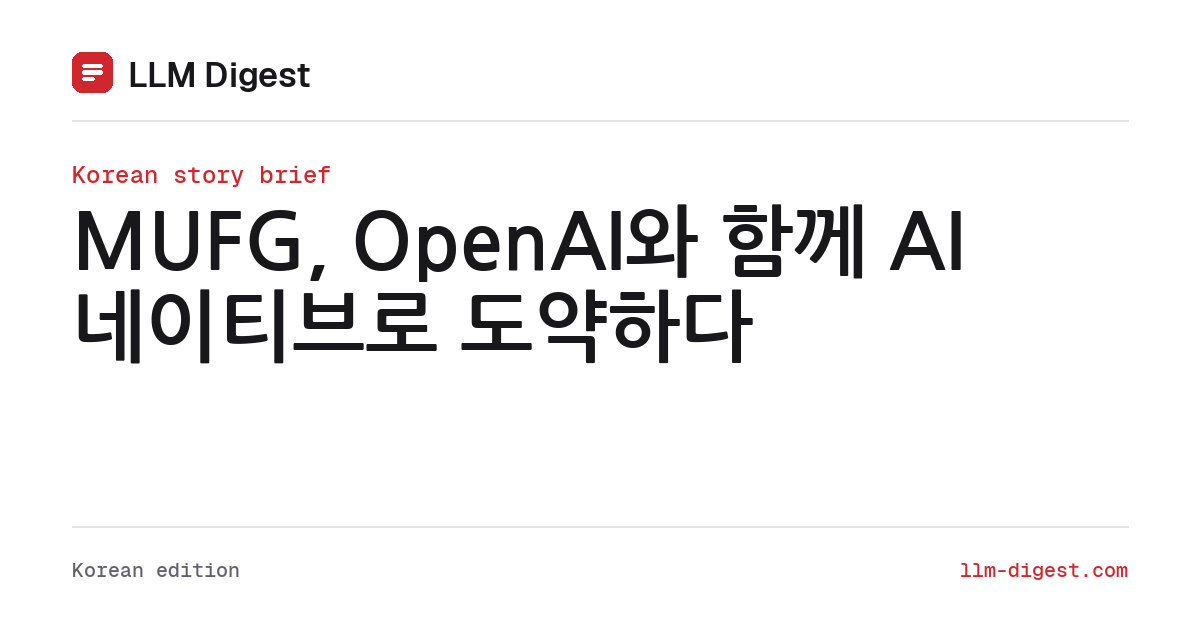 LLM Digest
Korean story brief
MUFG, OpenAI와 함께 AI
네이티브로 도약하다
Korean edition
llm-digest.com